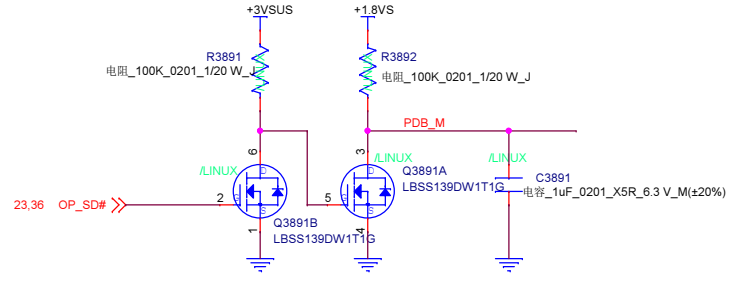 +3VSUS
+1.8VS
R3891
电阻_100K_0201_1/20 W_J
R3892
电阻_100K_0201_1/20 W_J
PDB_M
6
/LINUX
D
S
3
/LINUX
D
S
Q3891A
LBSS139DW1T1G
/LINUX
C3891
电容_1uF_0201_X5R_6.3 V_M(±20%)
23,36 OP_SD#
2
5
1
Q3891B
LBSS139DW1T1G
4